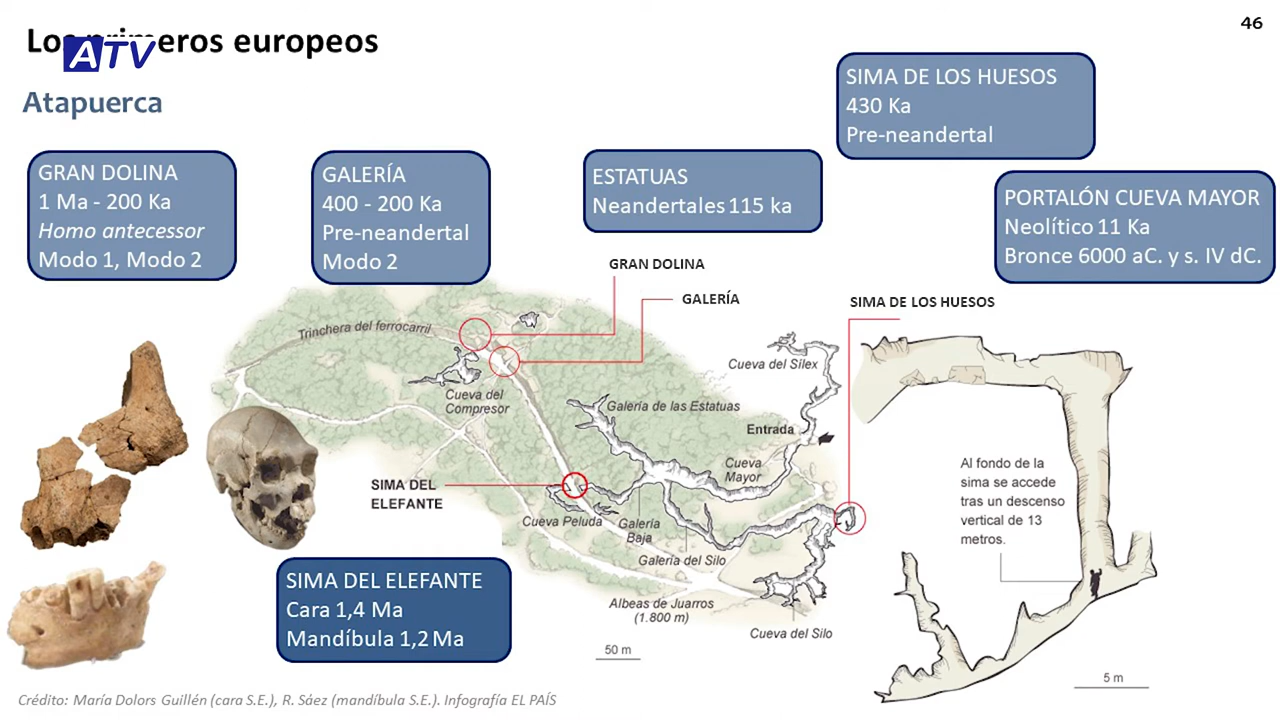 46
Los primeros europeos
ATV
Atapuerca
SIMA DE LOS HUESOS
430 Ka
Pre-neandertal
GRAN DOLINA
1 Ma - 200 Ka
Homo antecessor
Modo 1, Modo 2
GALERÍA
400 - 200 Ka
Pre-neandertal
Modo 2
ESTATUAS
Neandertales 115 ka
PORTALÓN CUEVA MAYOR
Neolítico 11 Ka
Bronce 6000 aC. y s. IV dC.
GRAN DOLINA
GALERÍA
SIMA DE LOS HUESOS
Trinchera del ferrocarril
Cueva del Sílex
Cueva del
Compresor
Galería de las Estatuas
Entrada
Cueva
Mayor
SIMA DEL
ELEFANTE
Cueva Peluda
Galería
Baja
Galería del Silo
Albeas de Juarros
(1.800 m)
Cueva del Silo
50 m
Al fondo de la
sima se accede
tras un descenso
vertical de 13
metros.
5 m
SIMA DEL ELEFANTE
Cara 1,4 Ma
Mandíbula 1,2 Ma
Crédito: María Dolors Guillén (cara S.E.), R. Sáez (mandíbula S.E.). Infografía EL PAÍS